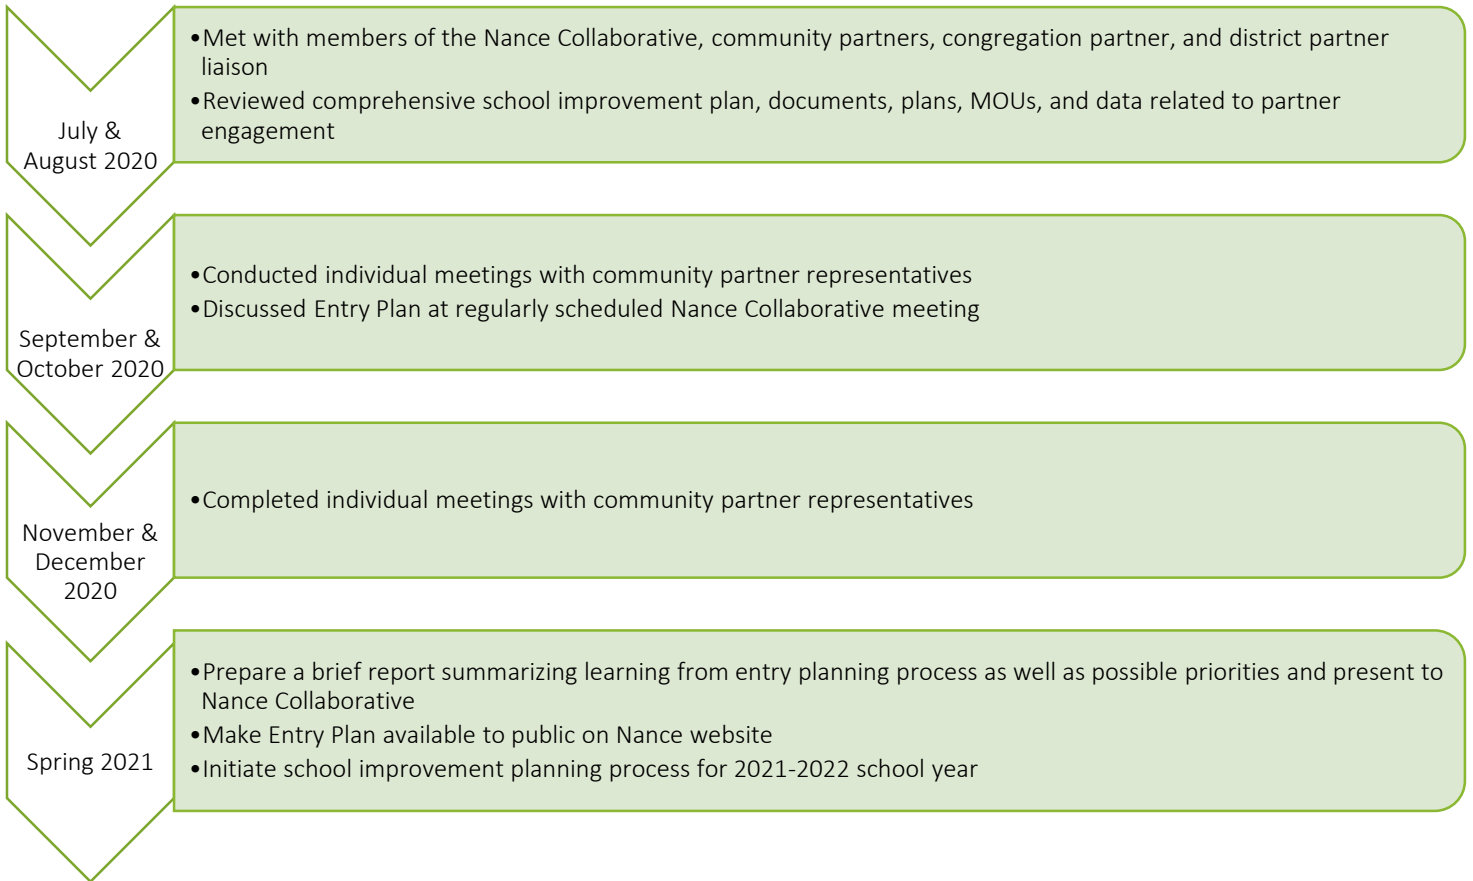 •Met with members of the Nance Collaborative, community partners, congregation partner, and district partner
liaison
•Reviewed comprehensive school improvement plan, documents, plans, MOUs, and data related to partner
engagement
July &
August 2020
•Conducted individual meetings with community partner representatives
•Discussed Entry Plan at regularly scheduled Nance Collaborative meeting
September &
October 2020
•Completed individual meetings with community partner representatives
November &
December
2020
•Prepare a brief report summarizing learning from entry planning process as well as possible priorities and present to
Nance Collaborative
•Make Entry Plan available to public on Nance website
•Initiate school improvement planning process for 2021-2022 school year
Spring 2021